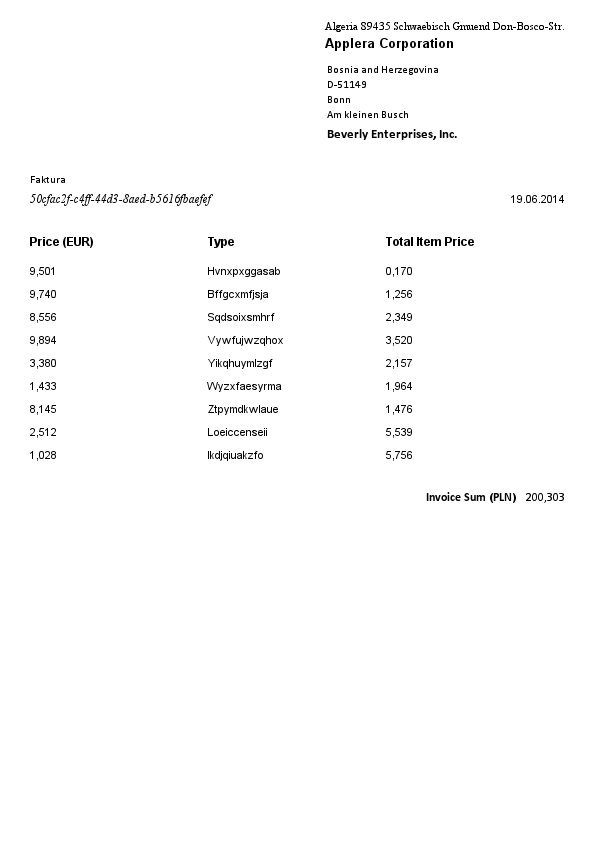 Algeria 89435 Schwaebisch Gmuend Don-Bosco-Str.
Applera Corporation
Bosnia and Herzegovina
D-51149
Bonn
Am kleinen Busch
Beverly Enterprises, Inc.
Faktura
50cfac2f-c4ff-44d3-8aed-b5616fbaefef 19.06.2014
Price (EUR) Type Total Item Price
9,501 Hvnxpxggasab 0,170
9,740 Bffgcxmfjsja 1,256
8,556 Sqdsoixsmhrf 2,349
9,894 Vywfujwzqhox 3,520
3,380 Yikqhuymlzgf 2,157
1,433 Wyzxfaesyrma 1,964
8,145 Ztpymdkwlaue 1,476
2,512 Loeiccenseii 5,539
1,028 Ikdjqiuakzfo 5,756
Invoice Sum (PLN) 200,303